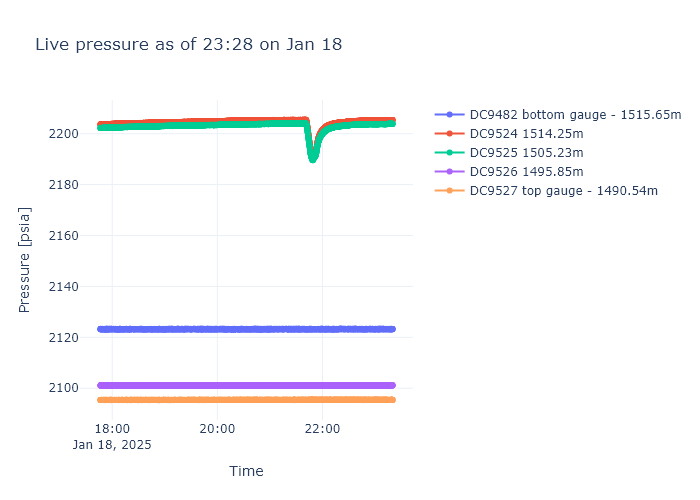 Live pressure as of 23:28 on Jan 18
DC9482 bottom gauge - 1515.65m
DC9524 1514.25m
DC9525 1505.23m
DC9526 1495.85m
DC9527 top gauge - 1490.54m
Pressure [psia]
2200
2180
2160
2140
2120
2100
18:00
Jan 18, 2025
20:00
22:00
Time